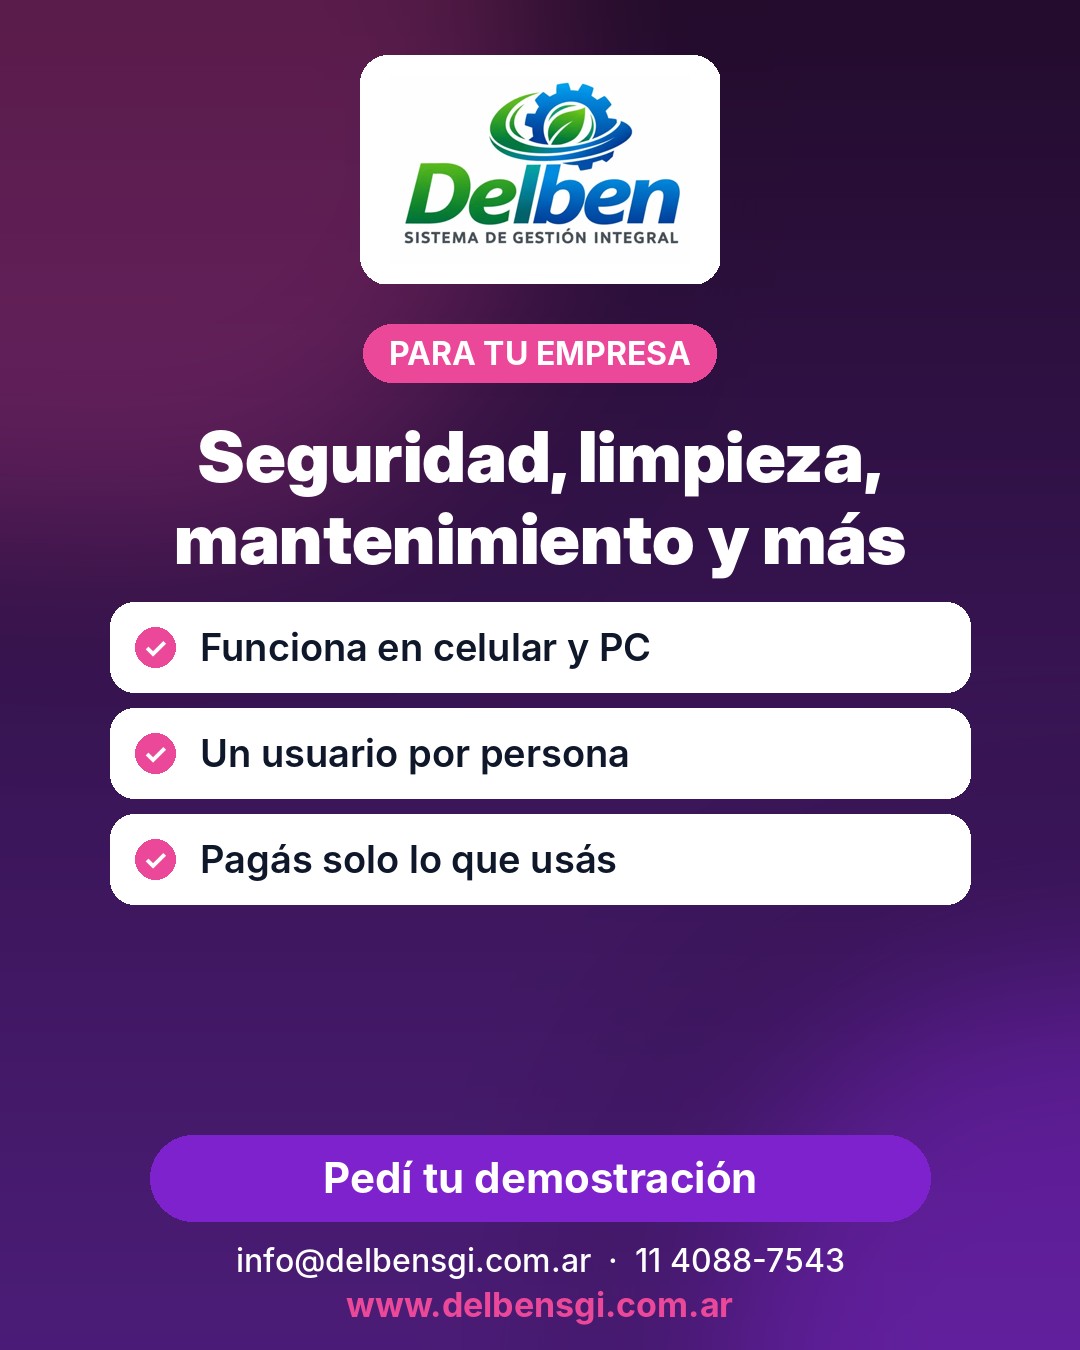 Delben
SISTEMA DE GESTIÓN INTEGRAL
PARA TU EMPRESA
Seguridad, limpieza,
mantenimiento y más
Funciona en celular y PC
Un usuario por persona
Pagás solo lo que usás
Pedí tu demostración
info@delbensgi.com.ar · 11 4088-7543
www.delbensgi.com.ar